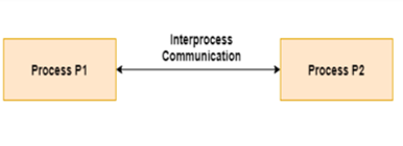 Interprocess
Communication
Process P1
Process P2